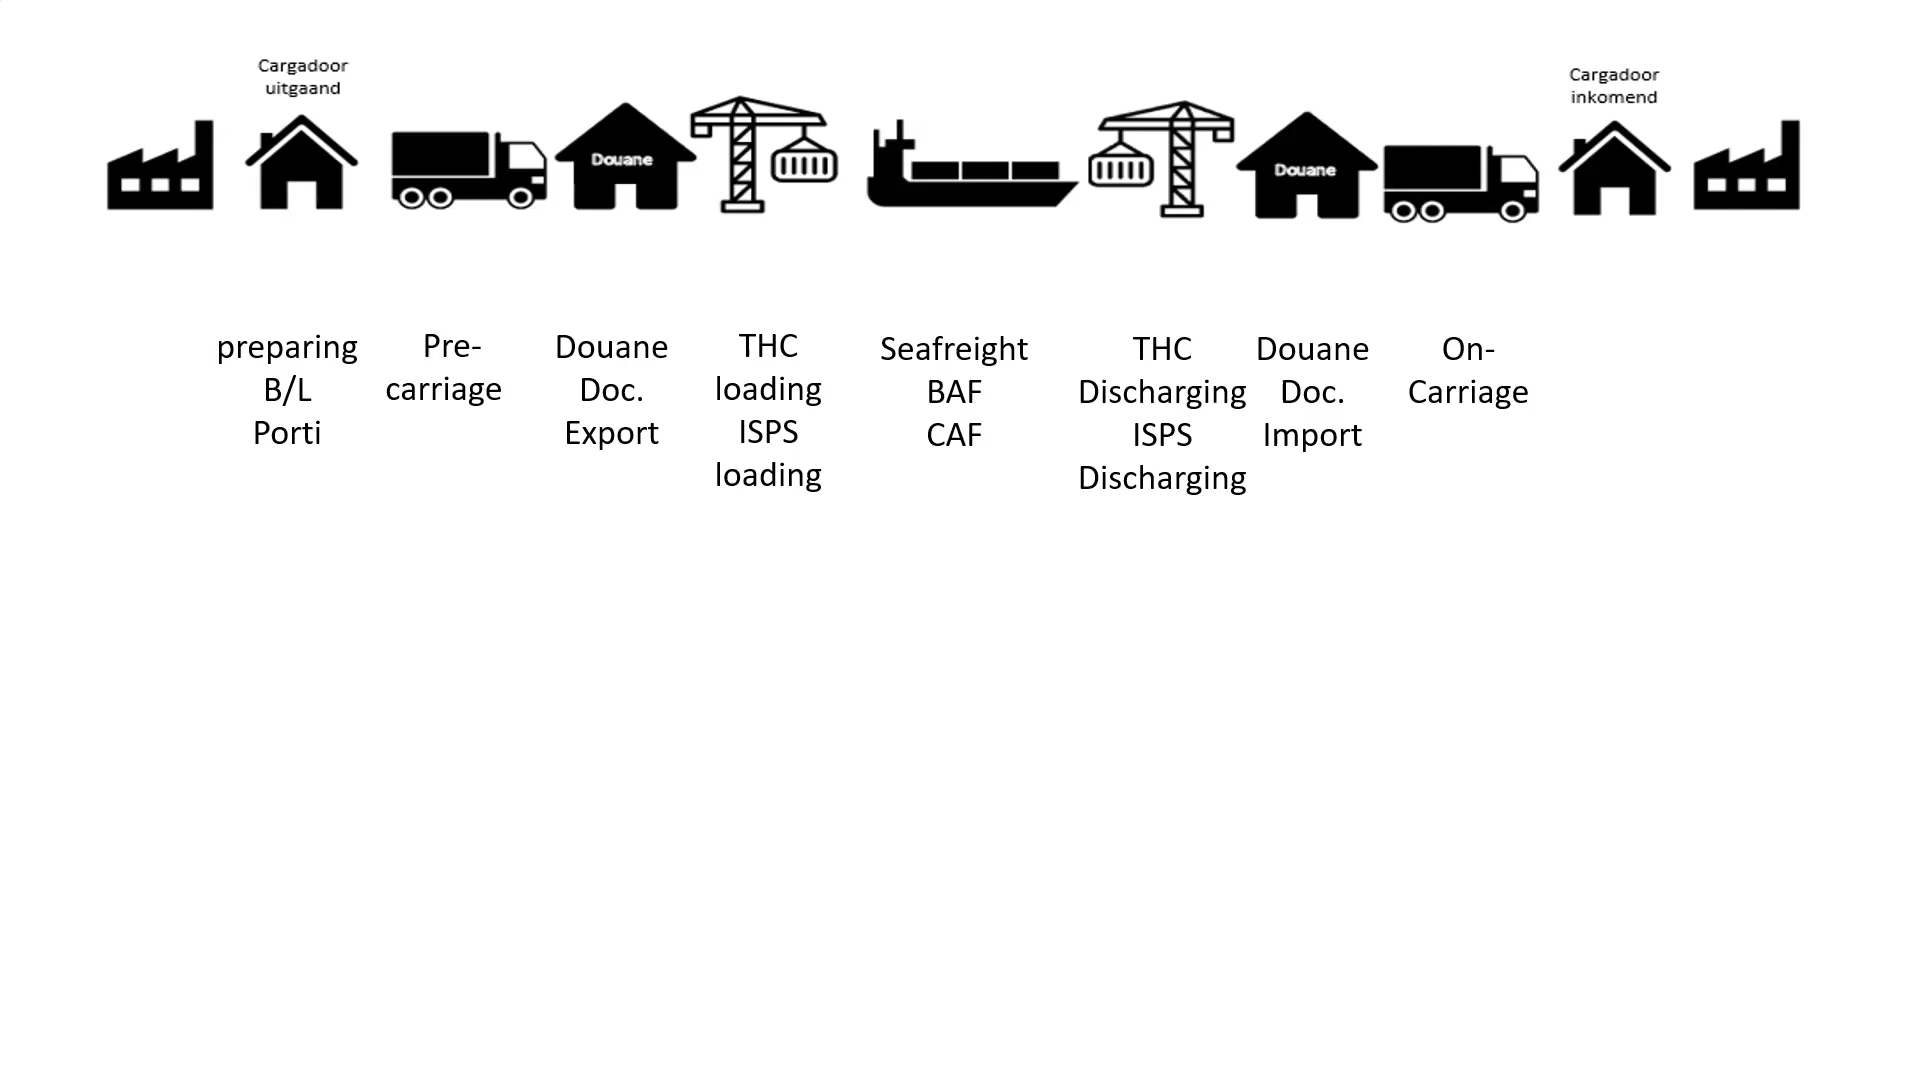 Cargadoor
uitgaand
Cargadoor
inkomend
Douane
Douane
preparing
B/L
Porti
Pre-
carriage
Douane
Doc.
Export
THC
loading
ISPS
loading
Seafreight
BAF
CAF
THC
Discharging
ISPS
Discharging
Douane
Doc.
Import
On-
Carriage